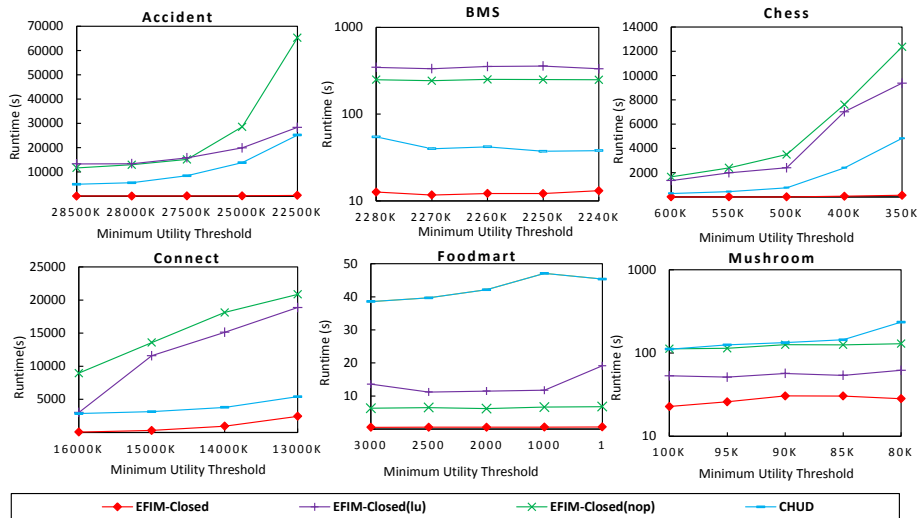 Accident
70000
60000
50000
40000
30000
20000
10000
Runtime (s)
28500K 28000K 27500K 25000K 22500K
Minimum Utility Threshold
BMS
1000
100
10
Runtime (s)
2280K 2270K 2260K 2250K 2240K
Minimum Utility Threshold
Chess
14000
12000
10000
8000
6000
4000
2000
Runtime (s)
600K 550K 500K 400K 350K
Minimum Utility Threshold
Connect
25000
20000
15000
10000
5000
Runtime(s)
16000K 15000K 14000K 13000K
Minimum Utility Threshold
Foodmart
50
40
30
20
10
Runtime (s)
3000 2500 2000 1000 1
Minimum Utility Threshold
Mushroom
1000
100
10
Runtime (s)
100K 95K 90K 85K 80K
Minimum Utility Threshold
EFIM-Closed EFIM-Closed(lu) EFIM-Closed(nop) CHUD